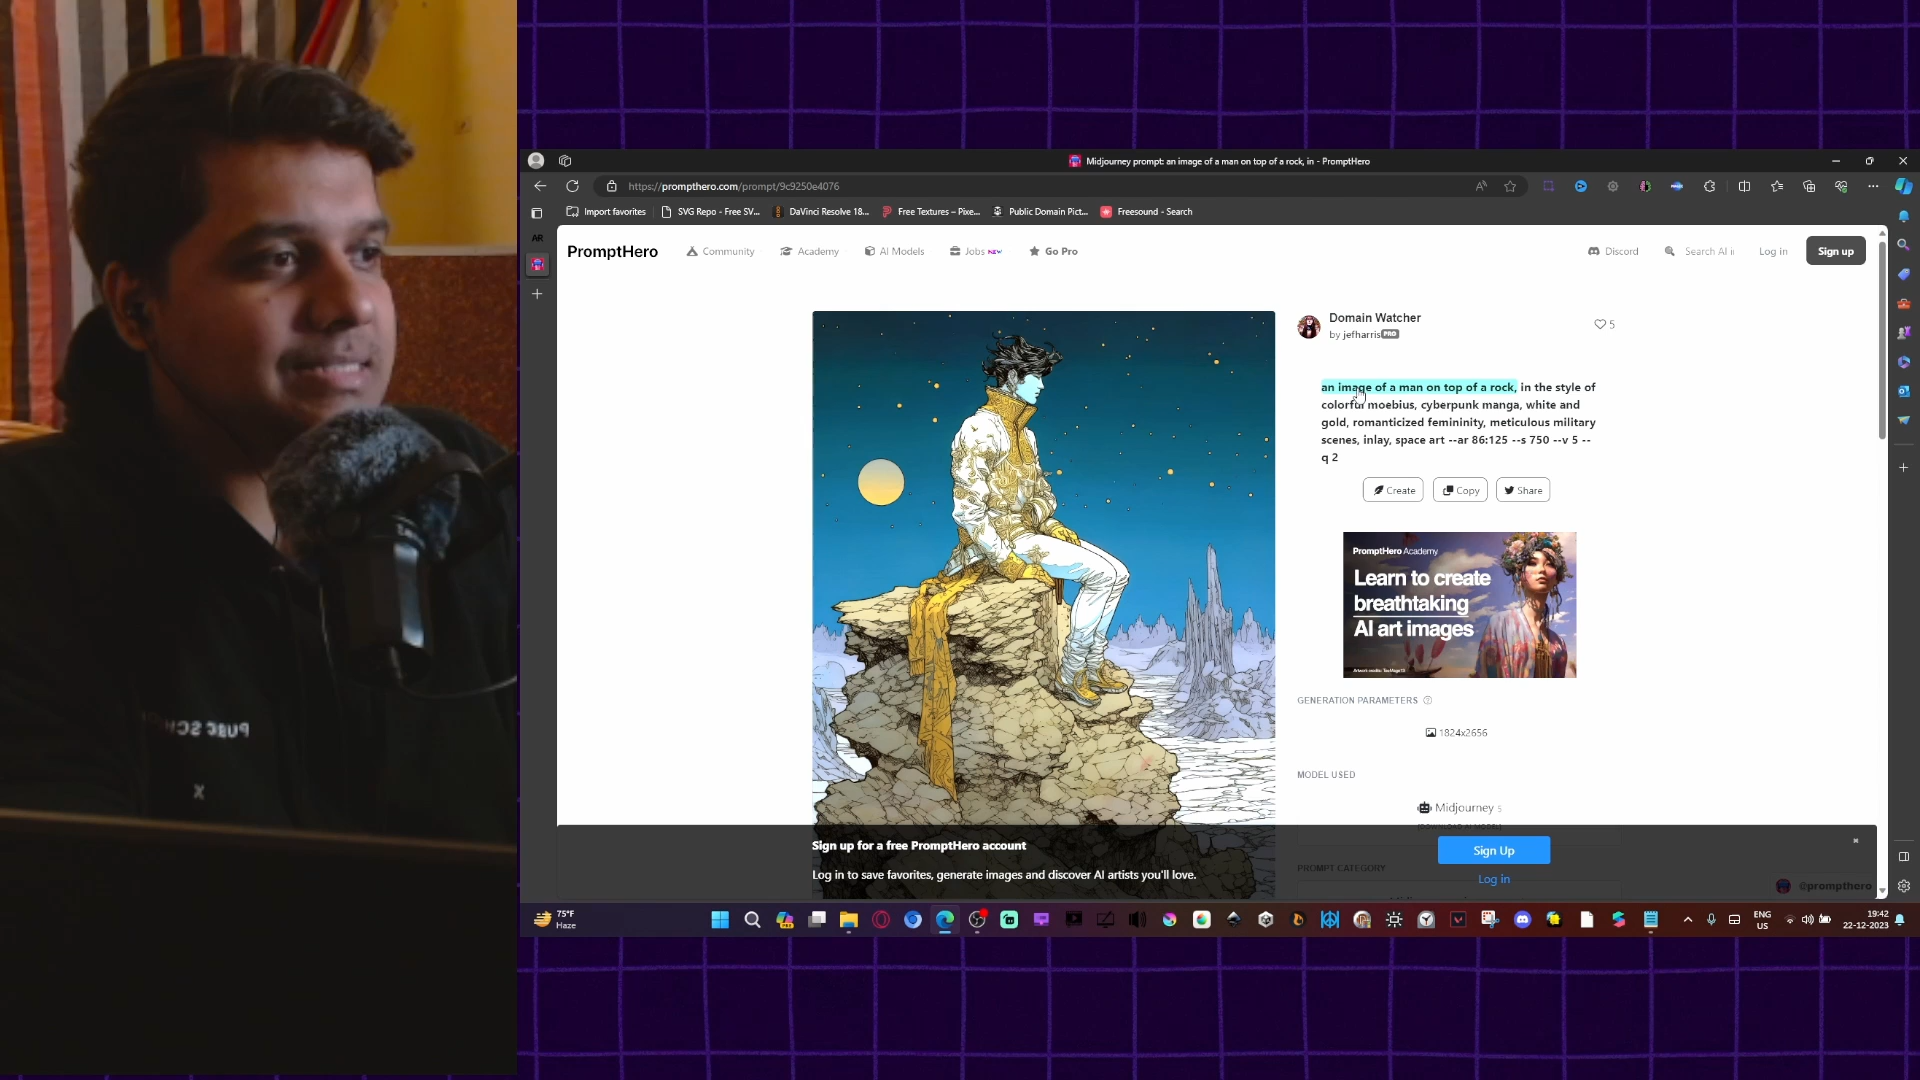 Midjourney prompt: an image of a man on top of a rock, in - PromptHero
https://prompthero.com/prompt/9c9250e4076
Import favorites
SVG Repo - Free SV...
DaVinci Resolve 18...
Free Textures – Pixe...
Public Domain Pict...
Freesound - Search
AR
PromptHero
Community
Academy
AI Models
Jobs NEW
Go Pro
Discord
Search AI i
Log in
Sign up
Domain Watcher
by jefharris PRO
5
an image of a man on top of a rock, in the style of
colorful moebius, cyberpunk manga, white and
gold, romanticized femininity, meticulous military
scenes, inlay, space art --ar 86:125 --s 750 --v 5 --
q 2
Create
Copy
Share
PromptHero Academy
Learn to create
breathtaking
AI art images
GENERATION PARAMETERS
1824x2656
MODEL USED
Midjourney 5
(DOWNLOAD AI MODEL)
Sign up for a free PromptHero account
Log in to save favorites, generate images and discover AI artists you'll love.
Sign Up
Log in
PROMPT CATEGORY
@prompthero
75°F
Haze
ENG
US
19:42
22-12-2023